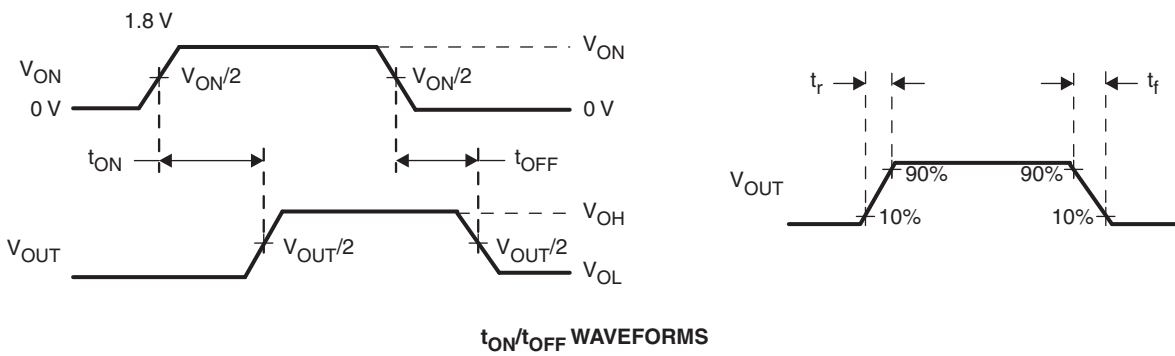 1.8 V
VON
VON
VON/2
VON/2
0 V
0 V
tON
tOFF
VOH
VOUT
VOUT/2
VOUT/2
VOL
tr
tf
VOUT
90%
90%
10%
10%
tON/tOFF WAVEFORMS